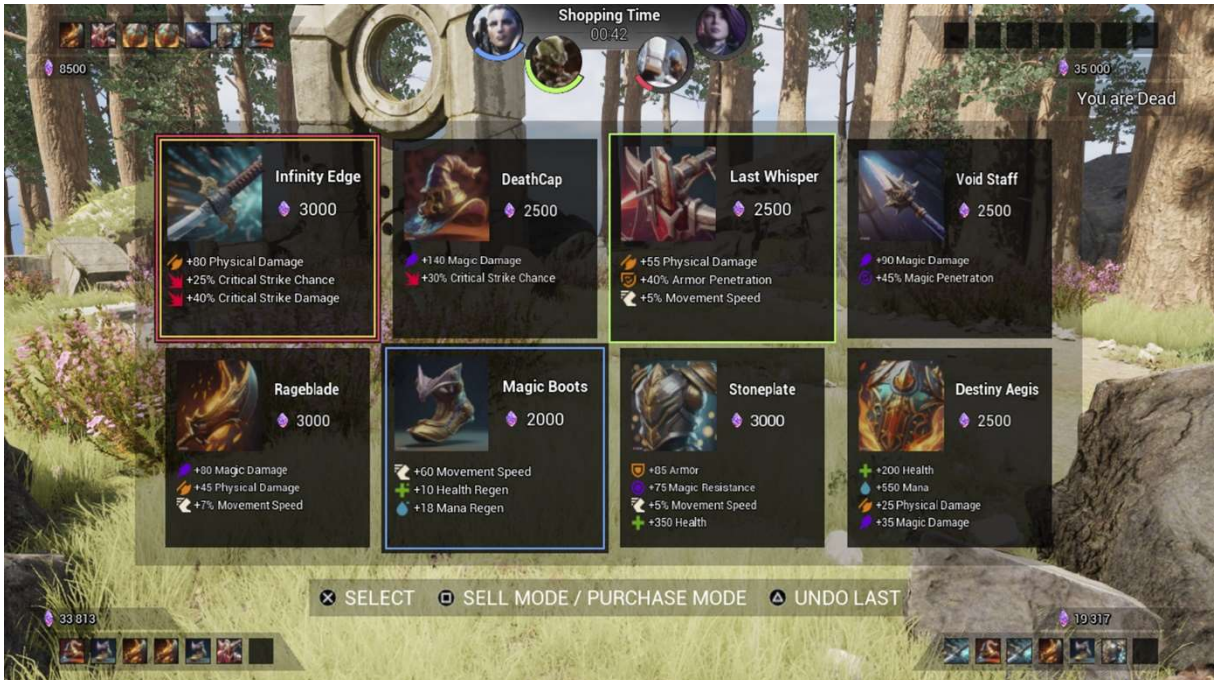 Shopping Time
00:42
8500
35 000
You are Dead
Infinity Edge
3000
+80 Physical Damage
+25% Critical Strike Chance
+40% Critical Strike Damage
DeathCap
2500
+140 Magic Damage
+30% Critical Strike Chance
Last Whisper
2500
+55 Physical Damage
+40% Armor Penetration
+5% Movement Speed
Void Staff
2500
+90 Magic Damage
+45% Magic Penetration
Rageblade
3000
+80 Magic Damage
+45 Physical Damage
+7% Movement Speed
Magic Boots
2000
+60 Movement Speed
+10 Health Regen
+18 Mana Regen
Stoneplate
3000
+85 Armor
+75 Magic Resistance
+5% Movement Speed
+350 Health
Destiny Aegis
2500
+200 Health
+550 Mana
+25 Physical Damage
+35 Magic Damage
SELECT SELL MODE / PURCHASE MODE UNDO LAST
33 813
19 317